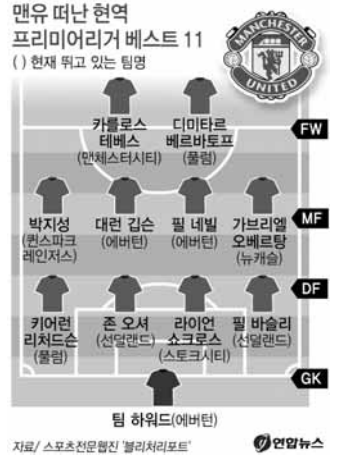 맨유 떠난 현역
프리미어리거 베스트 11
( ) 현재 뛰고 있는 팀명
MANCHESTER
UNITED
카를로스
테베스
(맨체스터시티)
디미타르
베르바토프
(풀럼)
FW
박지성
(퀸스파크
레인저스)
대런 깁슨
(에버턴)
필 네빌
(에버턴)
가브리엘
오베르탕
(뉴캐슬)
MF
키어런
리처드슨
(풀럼)
존 오셔
(선덜랜드)
라이언
쇼크로스
(스토크시티)
필 바슬리
(선덜랜드)
DF
GK
팀 하워드(에버턴)
자료/ 스포츠전문웹진 '블리처리포트'
연합뉴스